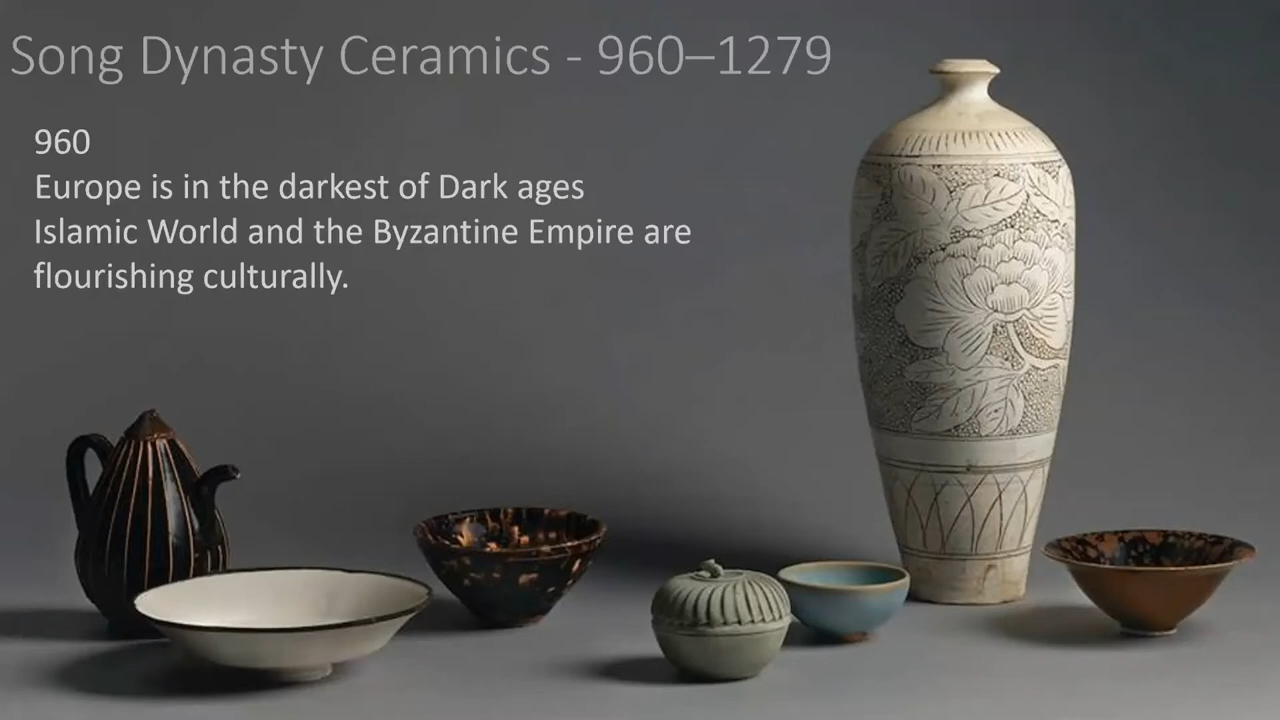 Song Dynasty Ceramics - 960–1279
960
Europe is in the darkest of Dark ages
Islamic World and the Byzantine Empire are
flourishing culturally.